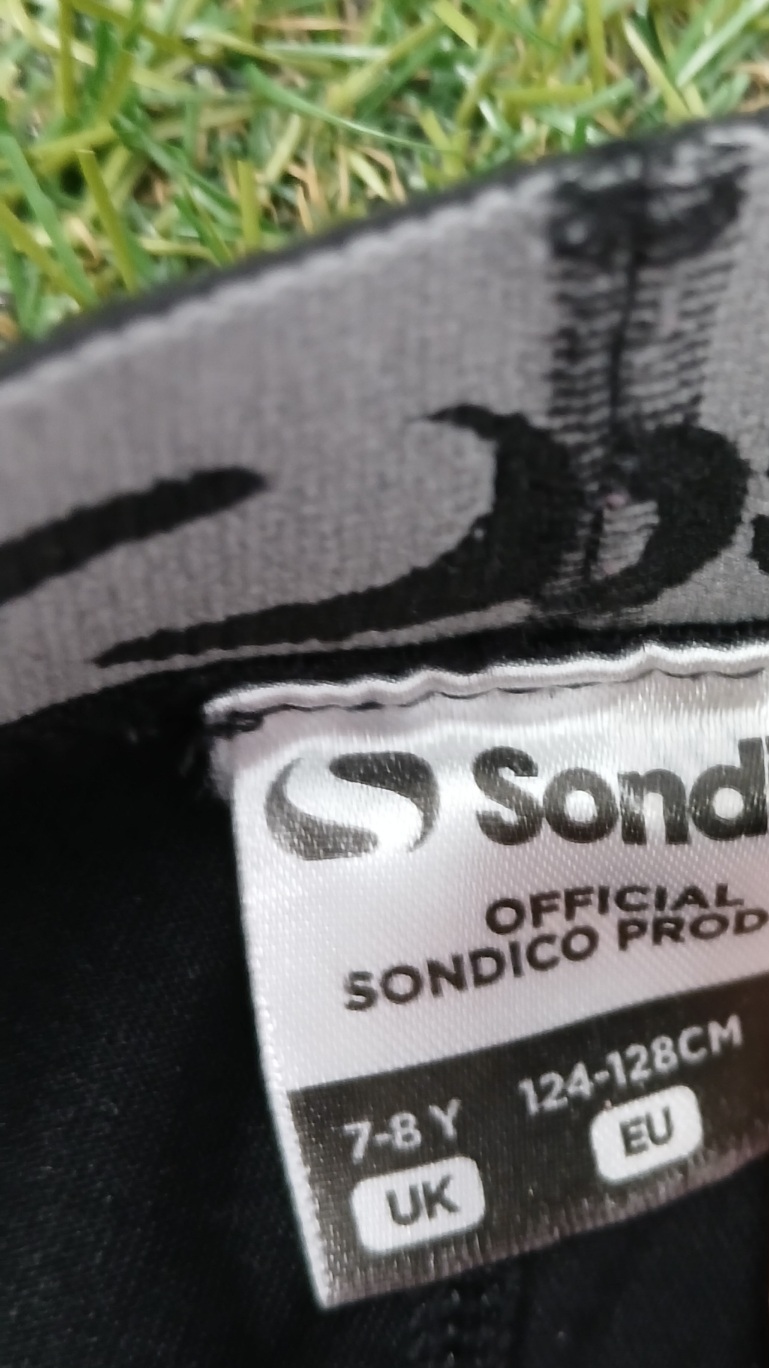 Sond
OFFICIAL
SONDICO PROD
7-8 Y 124-128CM
UK EU